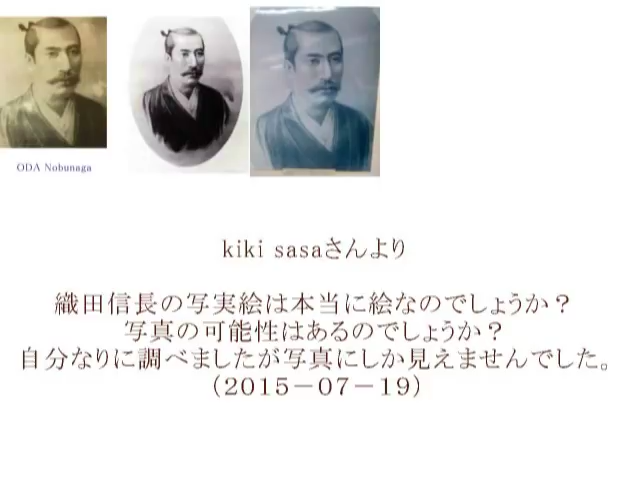 ODA Nobunaga
kiki sasaさんより
織田信長の写実絵は本当に絵なのでしょうか？
写真の可能性はあるのでしょうか？
自分なりに調べましたが写真にしか見えませんでした。
（2015－07－19）